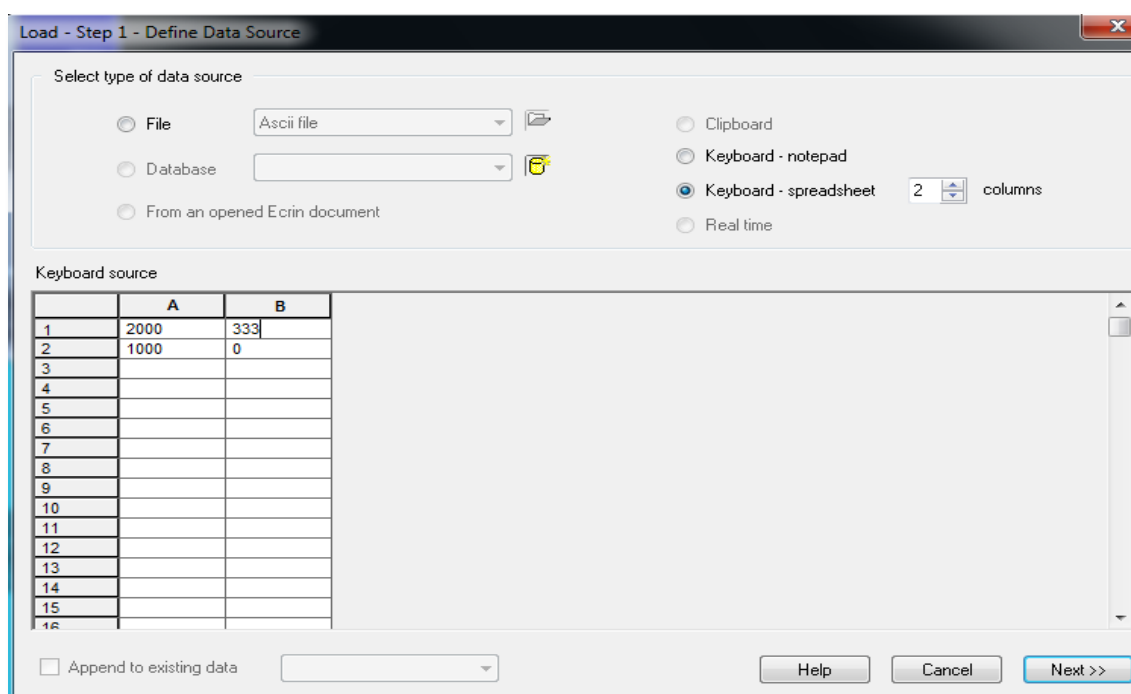 Load - Step 1 - Define Data Source
Select type of data source
File
Ascii file
Database
From an opened Ecrin document
Clipboard
Keyboard - notepad
Keyboard - spreadsheet 2 columns
Real time
Keyboard source
A B
1 2000 333
2 1000 0
3
4
5
6
7
8
9
10
11
12
13
14
15
16
Append to existing data
Help Cancel Next >>